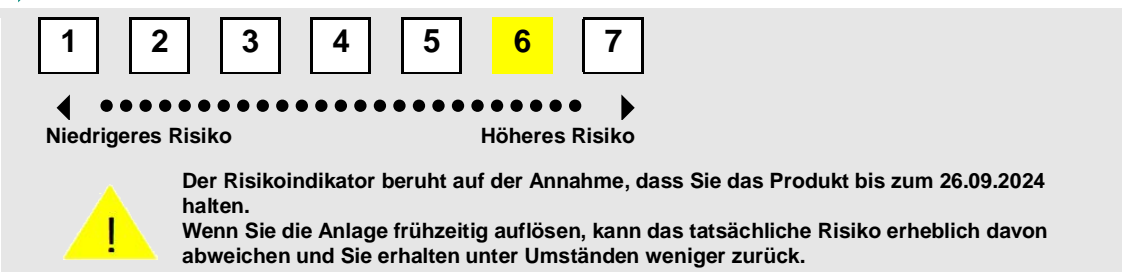 1 2 3 4 5 6 7
Niedrigeres Risiko Höheres Risiko
Der Risikoindikator beruht auf der Annahme, dass Sie das Produkt bis zum 26.09.2024
halten.
Wenn Sie die Anlage frühzeitig auflösen, kann das tatsächliche Risiko erheblich davon
abweichen und Sie erhalten unter Umständen weniger zurück.
!